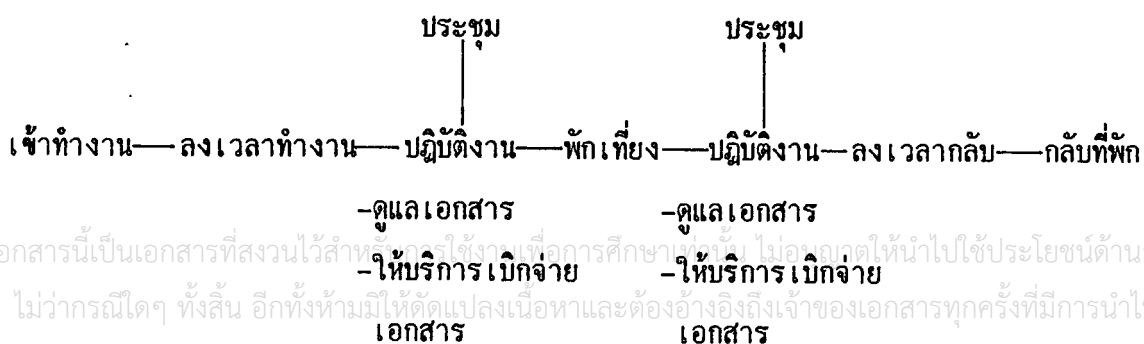 ประชุม ประชุม
เข้าทำงาน ลงเวลาทำงาน ปฏิบัติงาน พักเที่ยง ปฏิบัติงาน ลงเวลากลับ กลับที่พัก
-ดูแลเอกสาร -ดูแลเอกสาร
อกสารนี้เป็นเอกสารที่สงวนไว้สำหรับการใช้งานเพื่อการศึกษาเท่านั้น ไม่อนุญาตให้นำไปใช้ประโยชน์ด้าน
-ให้บริการเบิกจ่าย -ให้บริการเบิกจ่าย
ไม่ว่ากรณีใดๆ ทั้งสิ้น อีกทั้งห้ามมิให้ดัดแปลงเนื้อหาและต้องอ้างอิงถึงเจ้าของเอกสารทุกครั้งที่มีการนำไ
เอกสาร เอกสาร